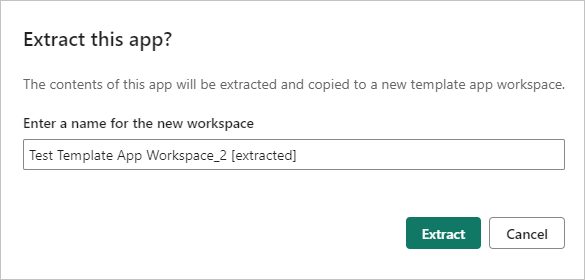 Extract this app?
The contents of this app will be extracted and copied to a new template app workspace.
Enter a name for the new workspace
Test Template App Workspace_2 [extracted]
Extract Cancel